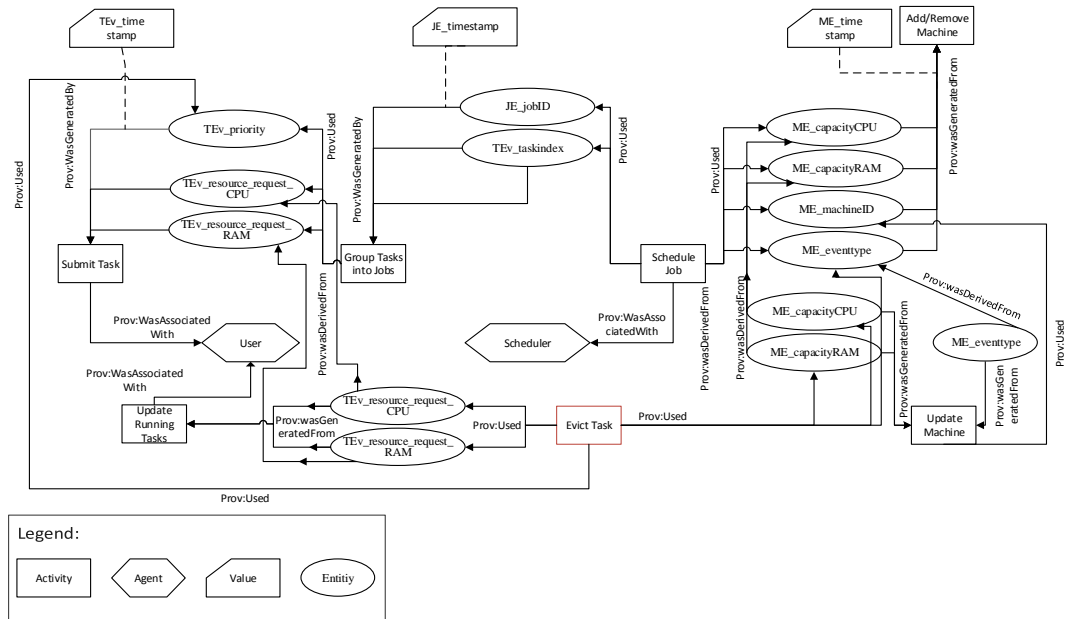 TEv_time
stamp
JE_timestamp
ME_time
stamp
Add/Remove
Machine
Prov:WasGeneratedBy
TEv_priority
Prov:Used
Prov:Used
TEv_resource_request_
CPU
TEv_resource_request_
RAM
Submit Task
Prov:WasGeneratedBy
JE_jobID
TEv_taskindex
Prov:Used
Group Tasks
into Jobs
Schedule
Job
Prov:Used
ME_capacityCPU
ME_capacityRAM
ME_machineID
ME_eventtype
Prov:wasGeneratedFrom
Prov:WasAssociated
With
User
Prov:WasAssociated
With
Update
Running
Tasks
Prov:wasDerivedFrom
Prov:WasAsso
ciatedWith
Scheduler
Prov:wasDerivedFrom
Prov:wasDerivedFrom
ME_capacityCPU
ME_capacityRAM
Prov:wasGeneratedFrom
Prov:wasDerivedFrom
ME_eventtype
Prov:wasGen
eratedFrom
Prov:Used
Update
Machine
Prov:wasGen
eratedFrom
TEv_resource_request_
CPU
TEv_resource_request_
RAM
Prov:Used
Evict Task
Prov:Used
Prov:Used
Legend:
Activity
Agent
Value
Entitiy